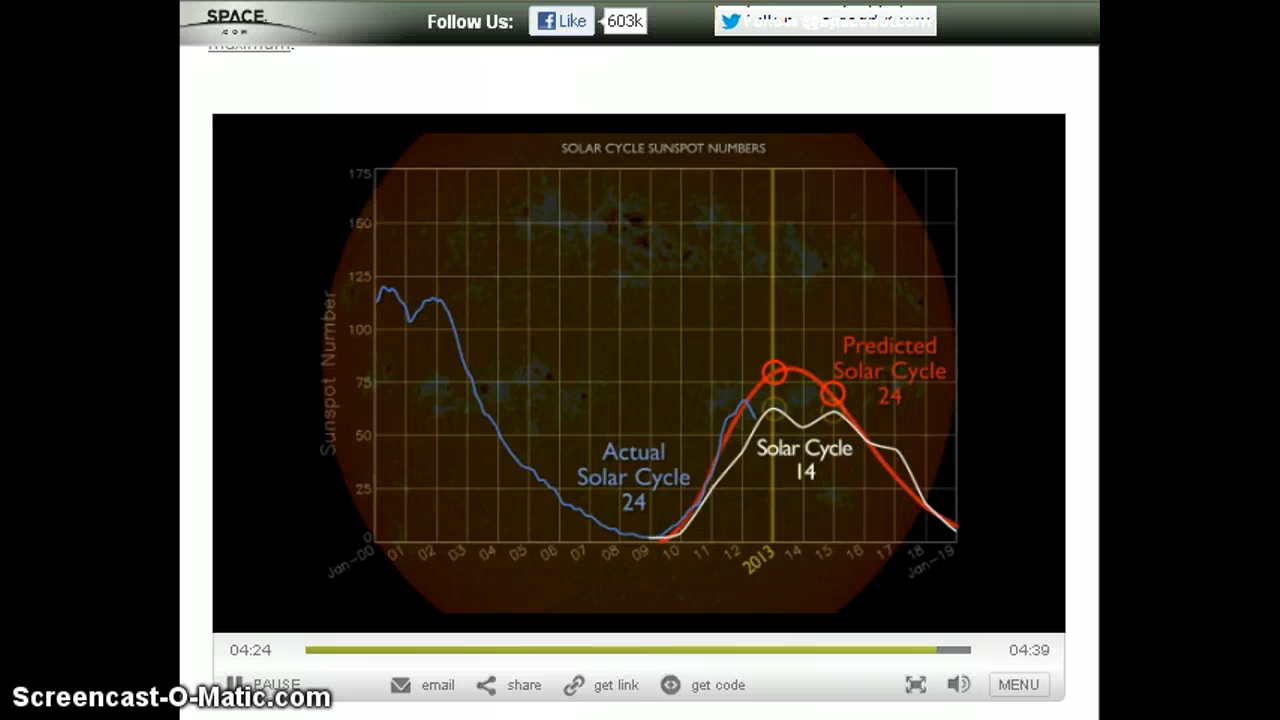 SPACE
.COM
Follow Us:
Like
603k
maximum.
SOLAR CYCLE SUNSPOT NUMBERS
175
150
125
100
75
50
25
0
Sunspot Number
Predicted
Solar Cycle
24
Actual
Solar Cycle
24
Solar Cycle
14
Jan-00 01 02 03 04 05 06 07 08 09 10 11 12 2013 14 15 16 17 18 Jan-19
04:24
04:39
PAUSE
email
share
get link
get code
MENU
Screencast-O-Matic.com